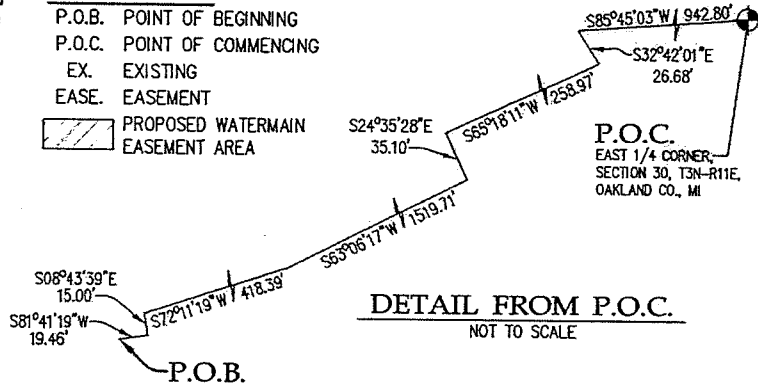 P.O.B. POINT OF BEGINNING
P.O.C. POINT OF COMMENCING
EX. EXISTING
EASE. EASEMENT
PROPOSED WATERMAIN
EASEMENT AREA
S85°45'03"W 942.80'
S32°42'01"E
26.68'
S65°18'11"W 258.97'
P.O.C.
EAST 1/4 CORNER,
SECTION 30, T3N-R11E,
OAKLAND CO., MI
S24°35'28"E
35.10'
S63°06'17"W 1519.71'
S72°11'19"W 418.39'
S08°43'39"E
15.00'
S81°41'19"W
19.46'
P.O.B.
DETAIL FROM P.O.C.
NOT TO SCALE